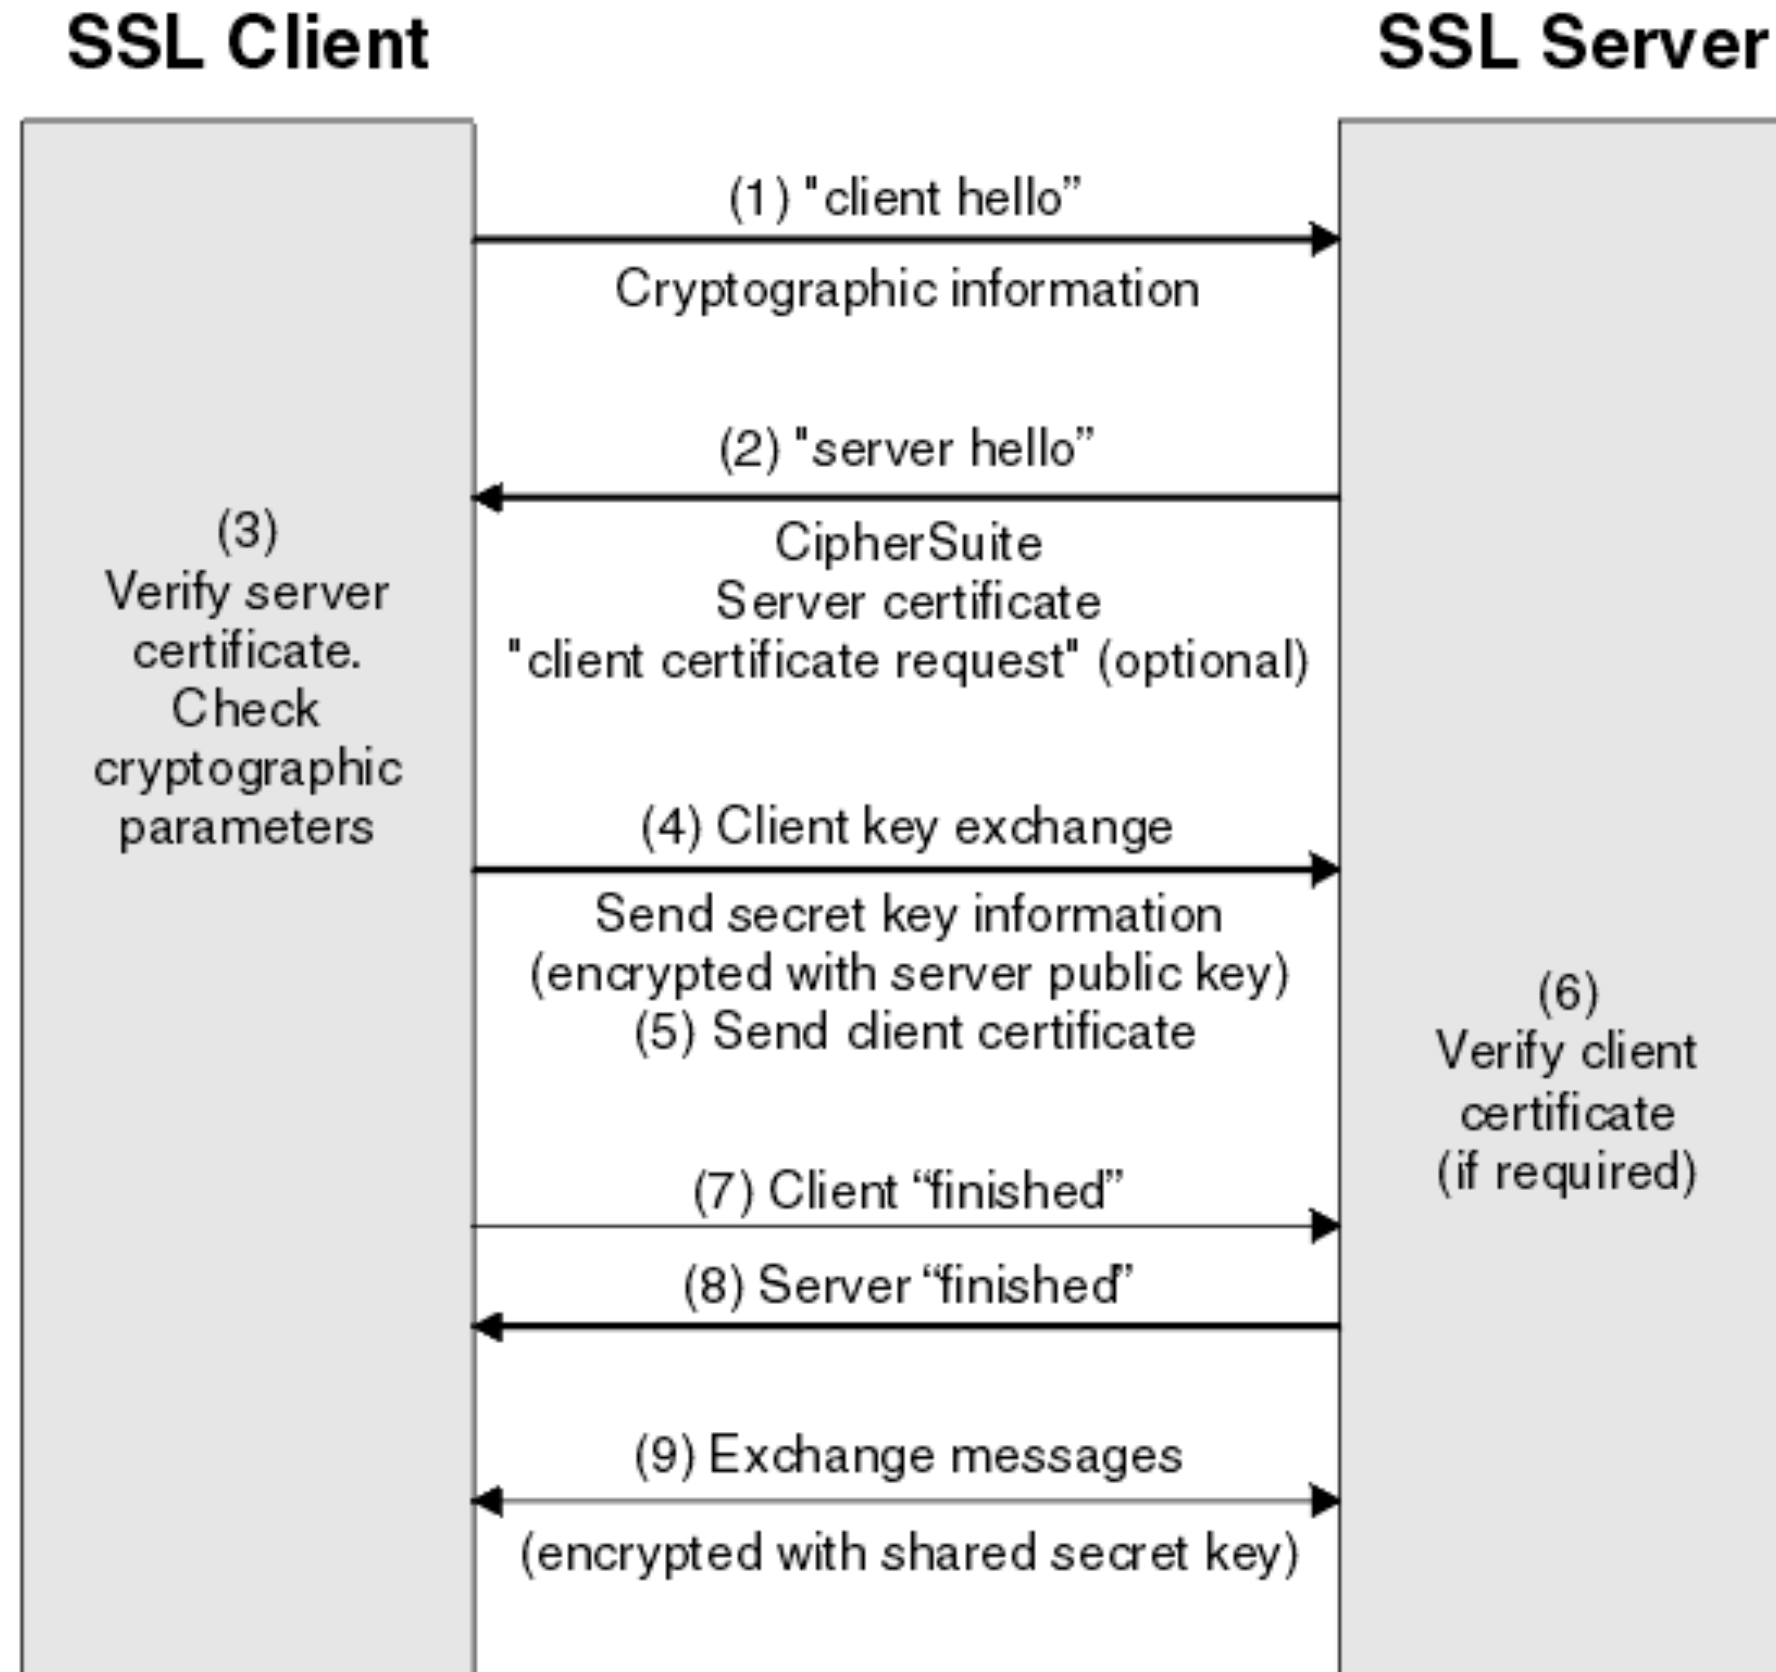 SSL Client
SSL Server
(1) "client hello”
Cryptographic information
(2) "server hello”
CipherSuite
Server certificate
"client certificate request" (optional)
(3)
Verify server
certificate.
Check
cryptographic
parameters
(4) Client key exchange
Send secret key information
(encrypted with server public key)
(5) Send client certificate
(6)
Verify client
certificate
(if required)
(7) Client “finished”
(8) Server “finished”
(9) Exchange messages
(encrypted with shared secret key)